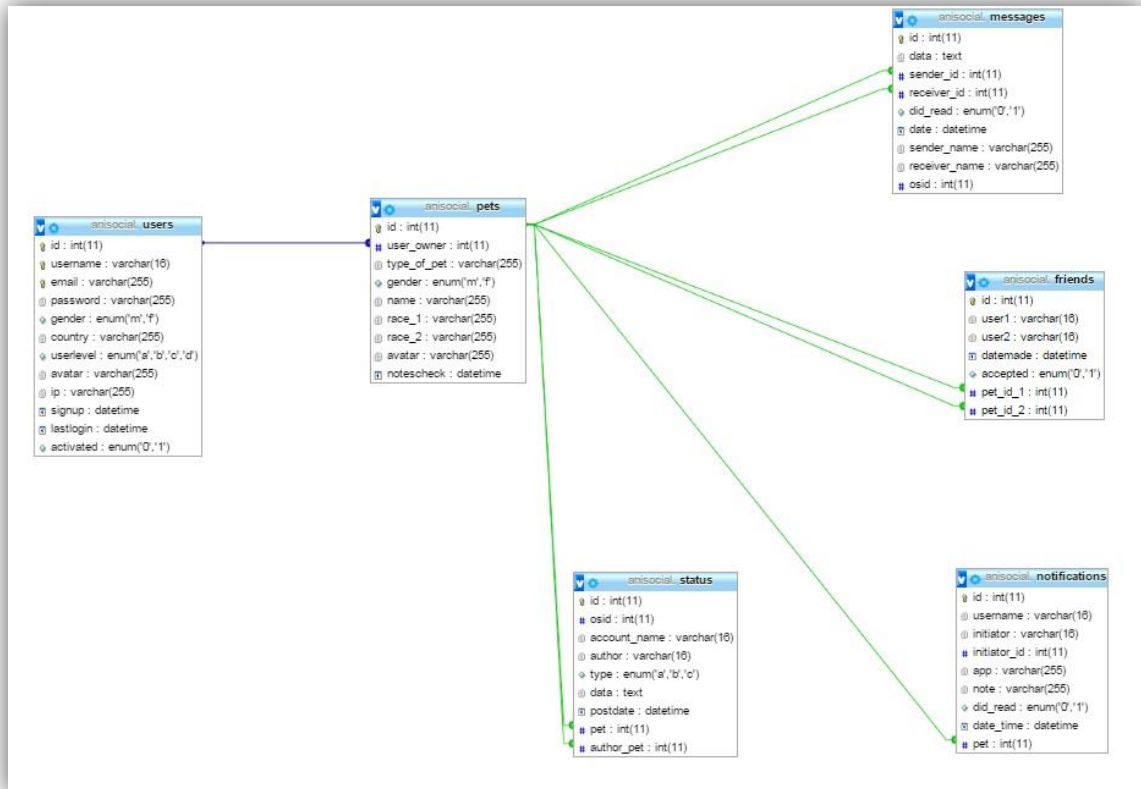 anisocial. messages
id : int(11)
data : text
sender_id : int(11)
receiver_id : int(11)
did_read : enum('0','1')
date : datetime
sender_name : varchar(255)
receiver_name : varchar(255)
osid : int(11)
anisocial. users
id : int(11)
username : varchar(16)
email : varchar(255)
password : varchar(255)
gender : enum('m','f')
country : varchar(255)
userlevel : enum('a','b','c','d')
avatar : varchar(255)
ip : varchar(255)
signup : datetime
lastlogin : datetime
activated : enum('0','1')
anisocial. pets
id : int(11)
user_owner : int(11)
type_of_pet : varchar(255)
gender : enum('m','f')
name : varchar(255)
race_1 : varchar(255)
race_2 : varchar(255)
avatar : varchar(255)
notescheck : datetime
anisocial. friends
id : int(11)
user1 : varchar(16)
user2 : varchar(16)
datemade : datetime
accepted : enum('0','1')
pet_id_1 : int(11)
pet_id_2 : int(11)
anisocial. status
id : int(11)
osid : int(11)
account_name : varchar(16)
author : varchar(16)
type : enum('a','b','c')
data : text
postdate : datetime
pet : int(11)
author_pet : int(11)
anisocial. notifications
id : int(11)
username : varchar(16)
initiator : varchar(16)
initiator_id : int(11)
app : varchar(255)
note : varchar(255)
did_read : enum('0','1')
date_time : datetime
pet : int(11)